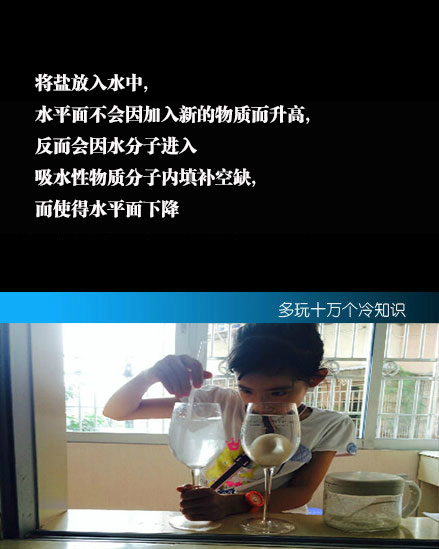 将盐放入水中,
水平面不会因加入新的物质而升高,
反而会因水分子进入
吸水性物质分子内填补空缺,
而使得水平面下降
多玩十万个冷知识